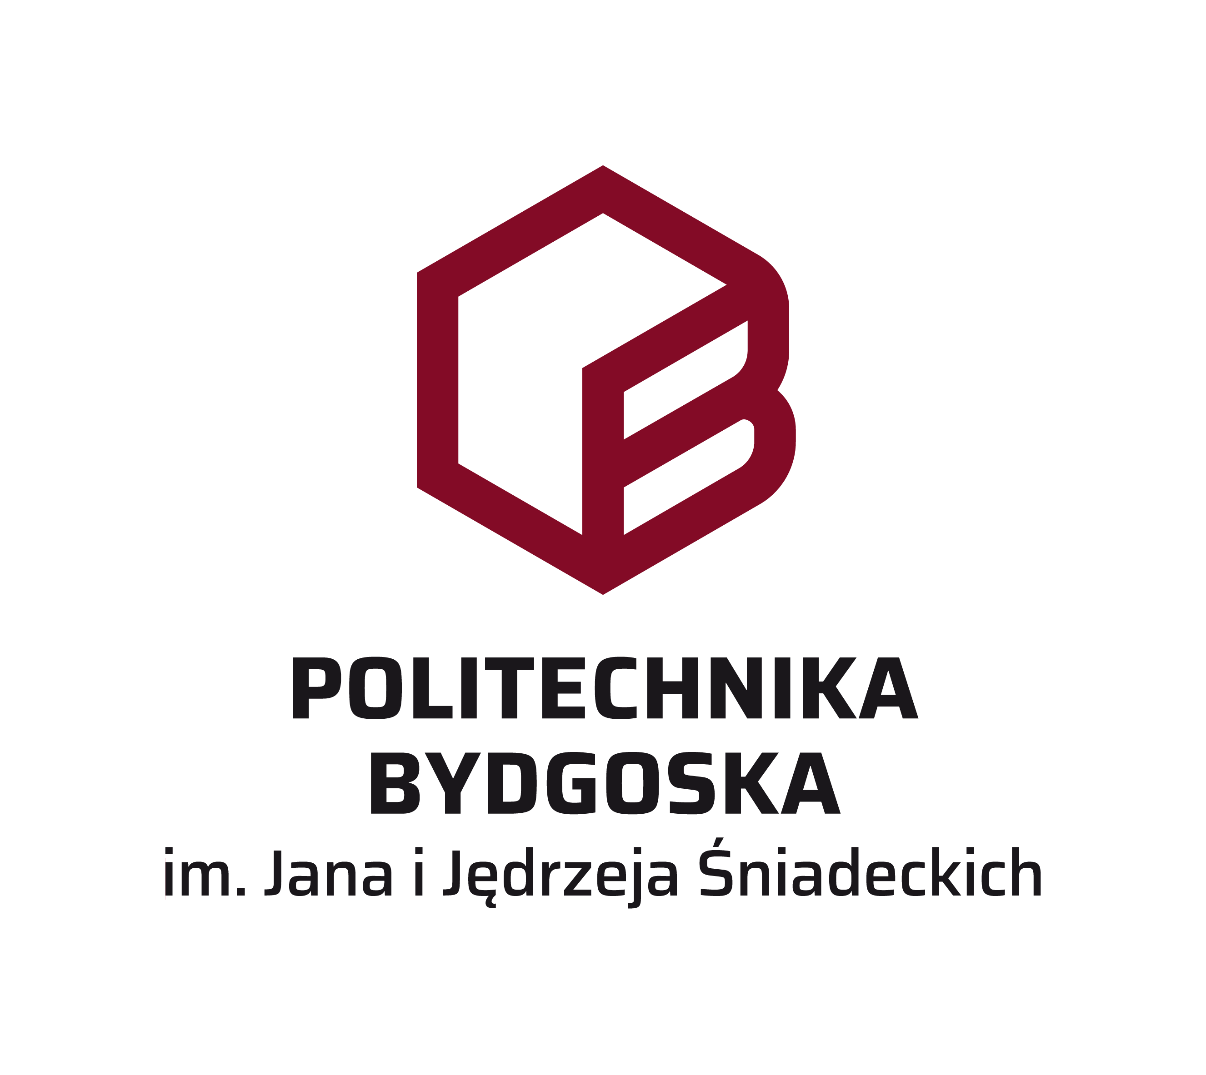 POLITECHNIKA
BYDGOSKA
im. Jana i Jędrzeja Śniadeckich